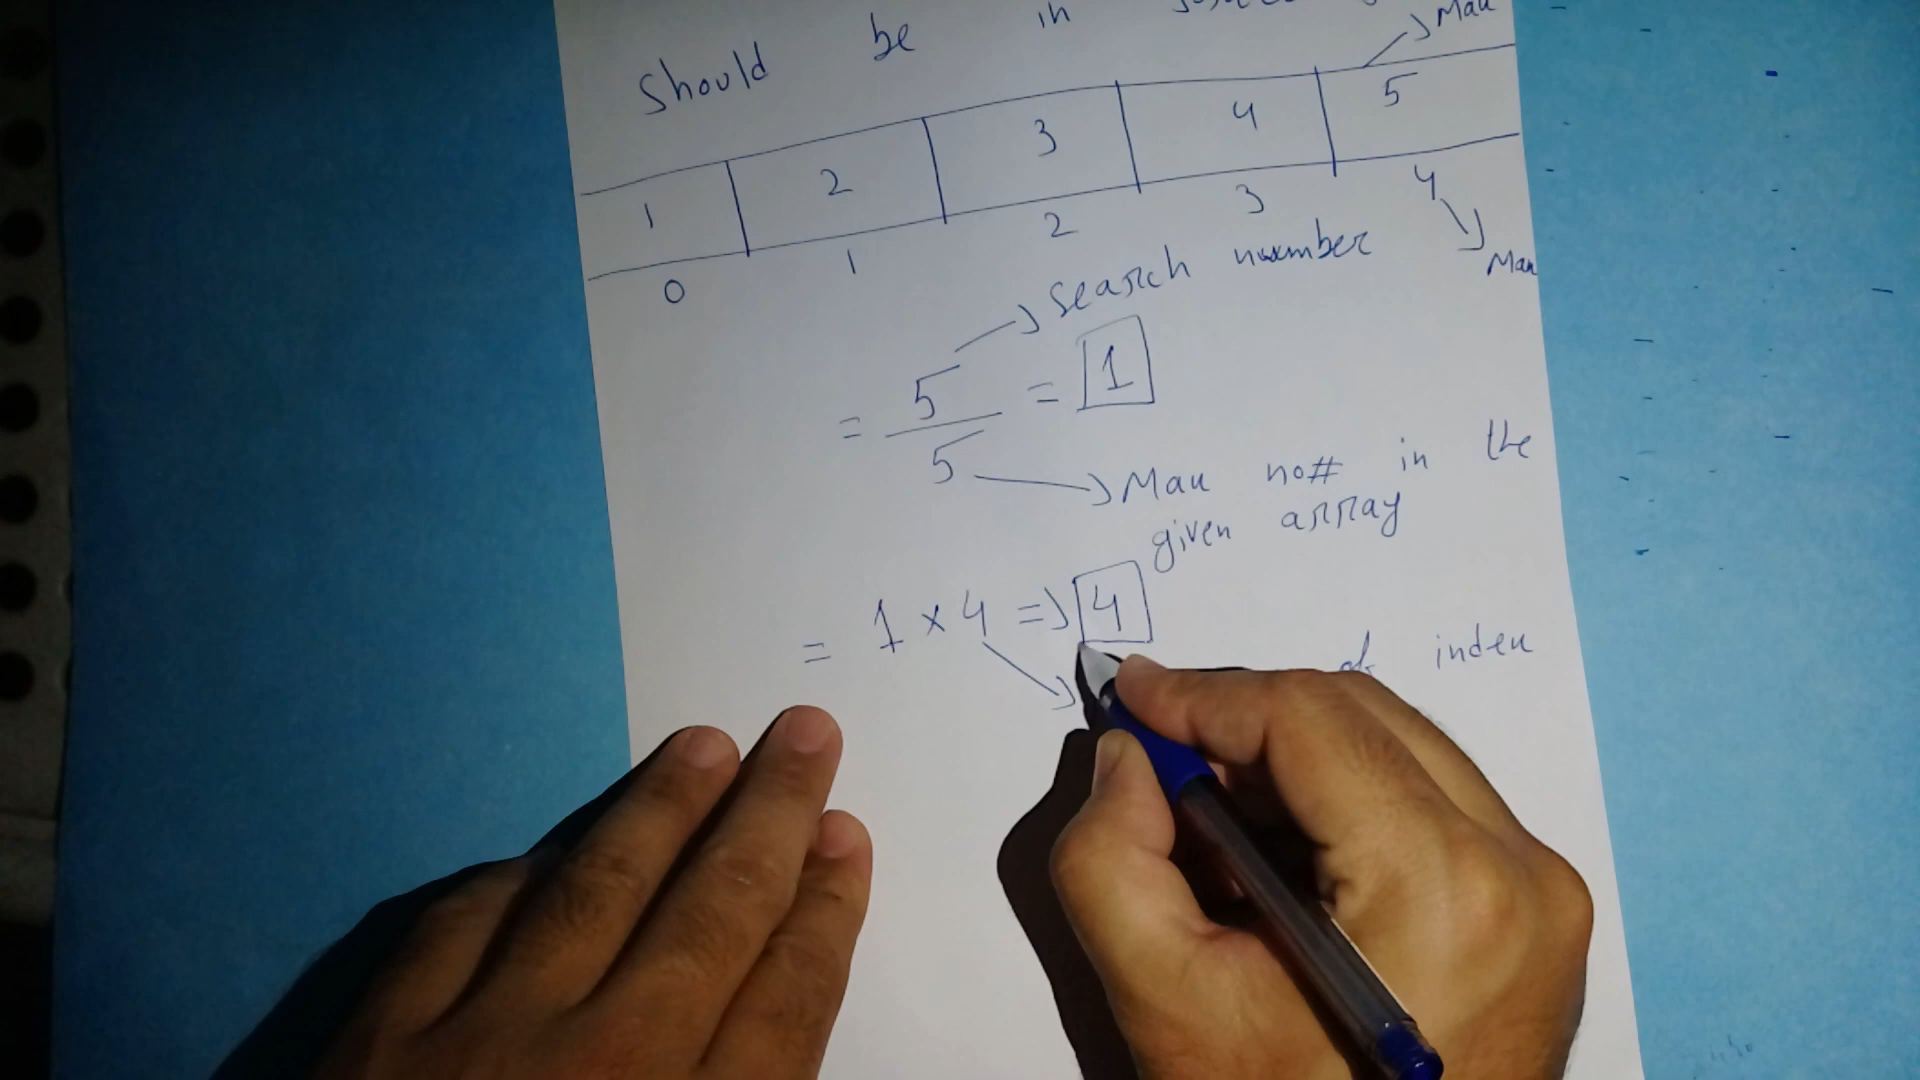 Should be in
Max
1 2 3 4 5
0 1 2 3 4
Max
Search number
= 5/5 = 1
Max no# in the
given array
= 1 × 4 => 4
of index